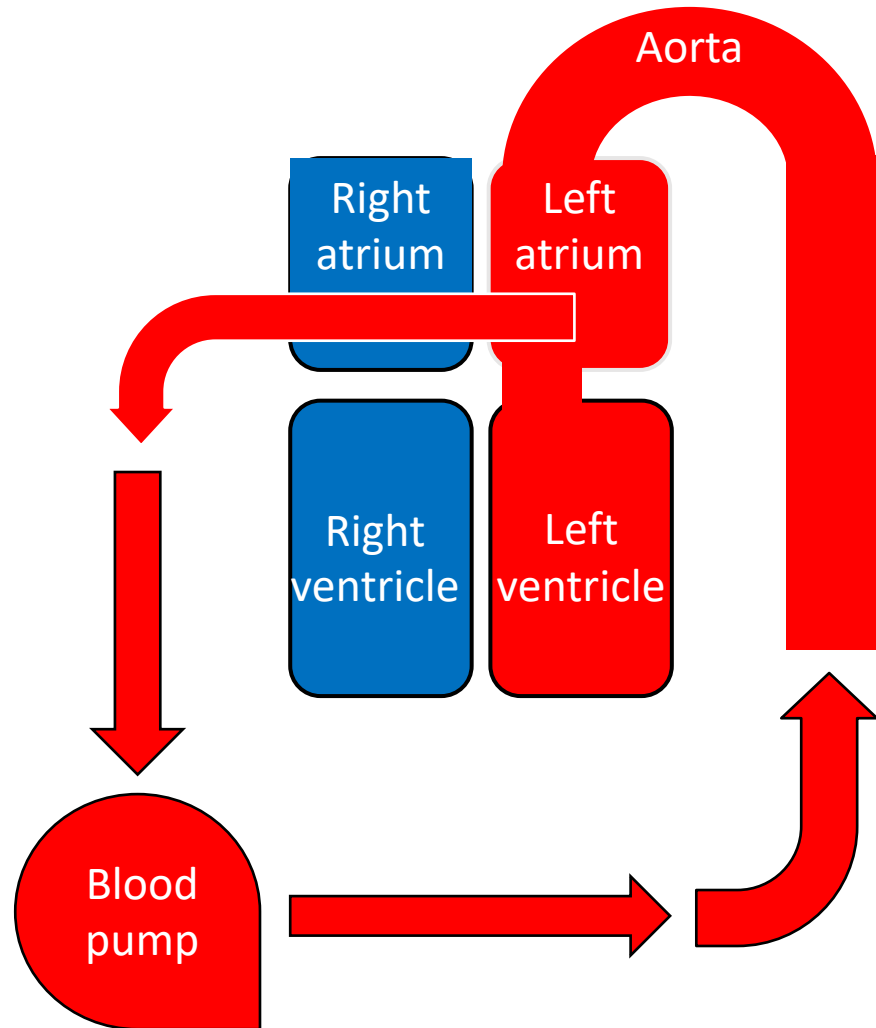 Aorta
Right
atrium
Left
atrium
Right
ventricle
Left
ventricle
Blood
pump